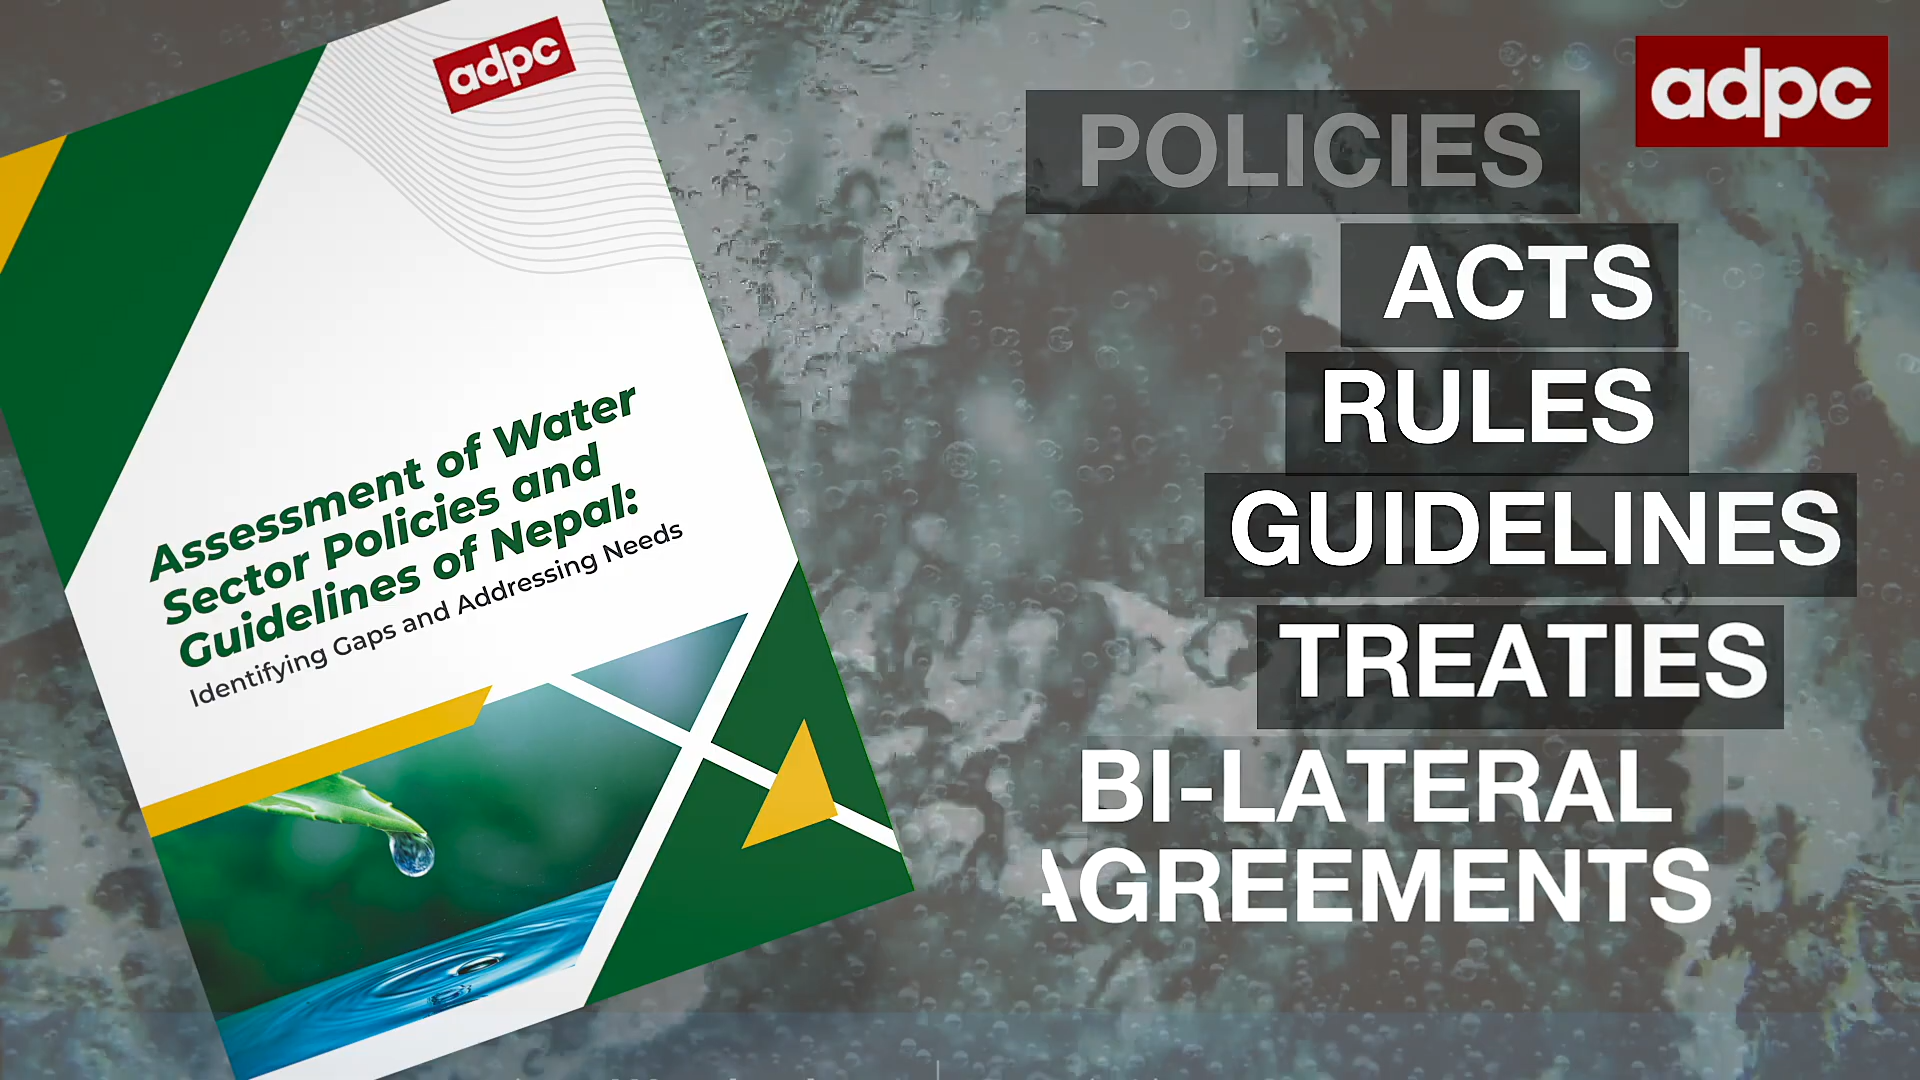 adpc
Assessment of Water
Sector Policies and
Guidelines of Nepal:
Identifying Gaps and Addressing Needs
adpc
POLICIES
ACTS
RULES
GUIDELINES
TREATIES
BI-LATERAL
AGREEMENTS